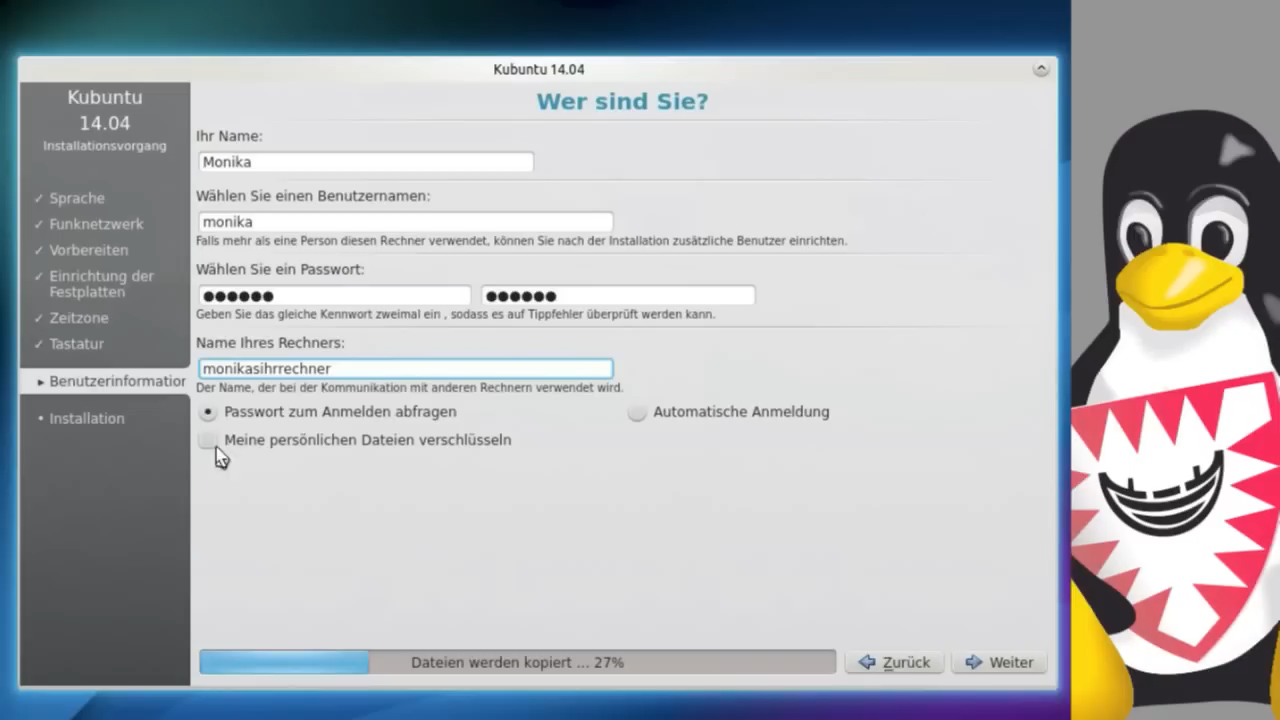 Kubuntu 14.04
Kubuntu
14.04
Installationsvorgang
✓ Sprache
✓ Funknetzwerk
✓ Vorbereiten
✓ Einrichtung der
Festplatten
✓ Zeitzone
✓ Tastatur
▸ Benutzerinformation
• Installation
Wer sind Sie?
Ihr Name:
Monika
Wählen Sie einen Benutzernamen:
monika
Falls mehr als eine Person diesen Rechner verwendet, können Sie nach der Installation zusätzliche Benutzer einrichten.
Wählen Sie ein Passwort:
●●●●●● ●●●●●●
Geben Sie das gleiche Kennwort zweimal ein , sodass es auf Tippfehler überprüft werden kann.
Name Ihres Rechners:
monikasihrrechner
Der Name, der bei der Kommunikation mit anderen Rechnern verwendet wird.
Passwort zum Anmelden abfragen Automatische Anmeldung
Meine persönlichen Dateien verschlüsseln
Dateien werden kopiert ... 27% Zurück Weiter